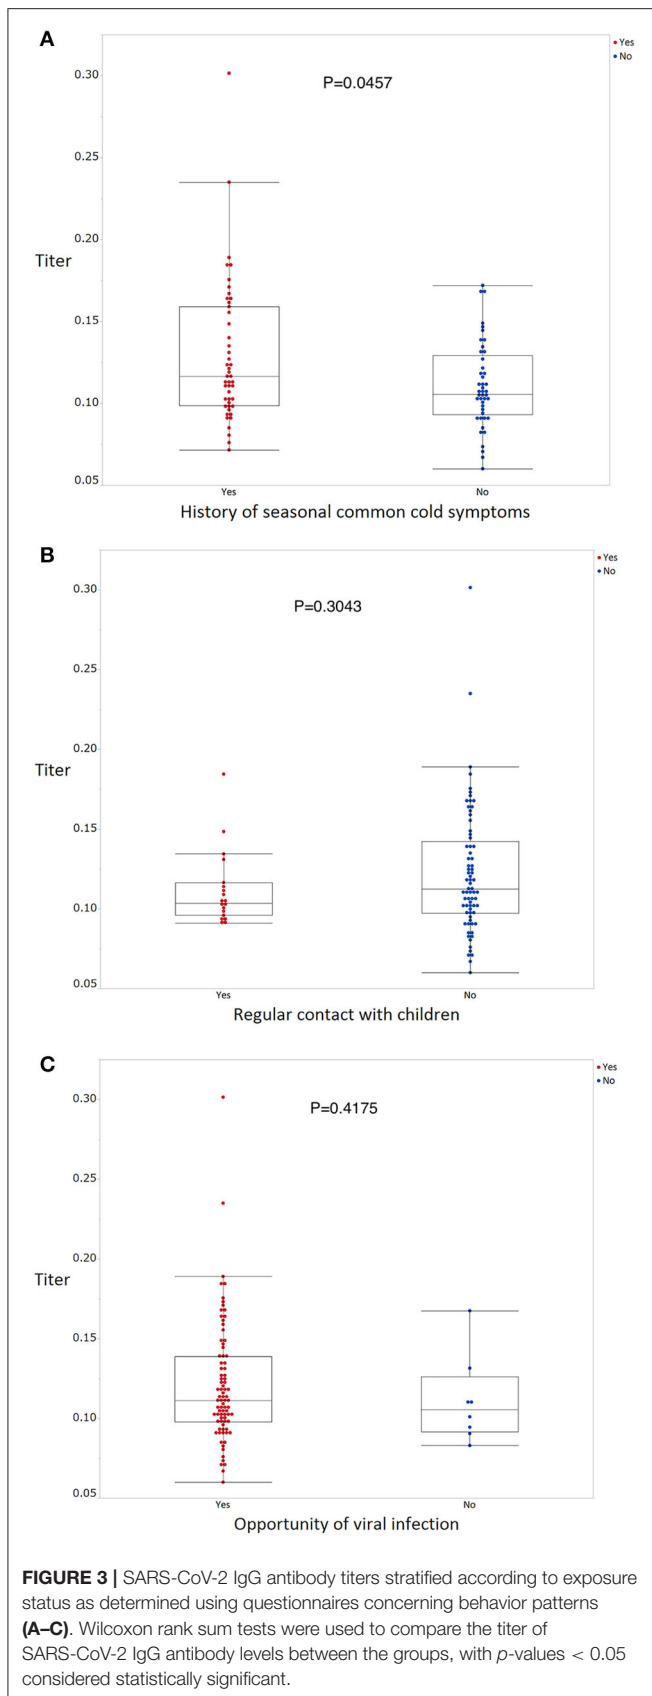 A
Yes
No
0.30
P=0.0457
0.25
0.20
Titer
0.15
0.10
0.05
Yes No
History of seasonal common cold symptoms
B
Yes
No
0.30
P=0.3043
0.25
0.20
Titer
0.15
0.10
0.05
Yes No
Regular contact with children
C
Yes
No
0.30
P=0.4175
0.25
0.20
Titer
0.15
0.10
0.05
Yes No
Opportunity of viral infection
FIGURE 3 | SARS-CoV-2 IgG antibody titers stratified according to exposure
status as determined using questionnaires concerning behavior patterns
(A–C). Wilcoxon rank sum tests were used to compare the titer of
SARS-CoV-2 IgG antibody levels between the groups, with p-values < 0.05
considered statistically significant.